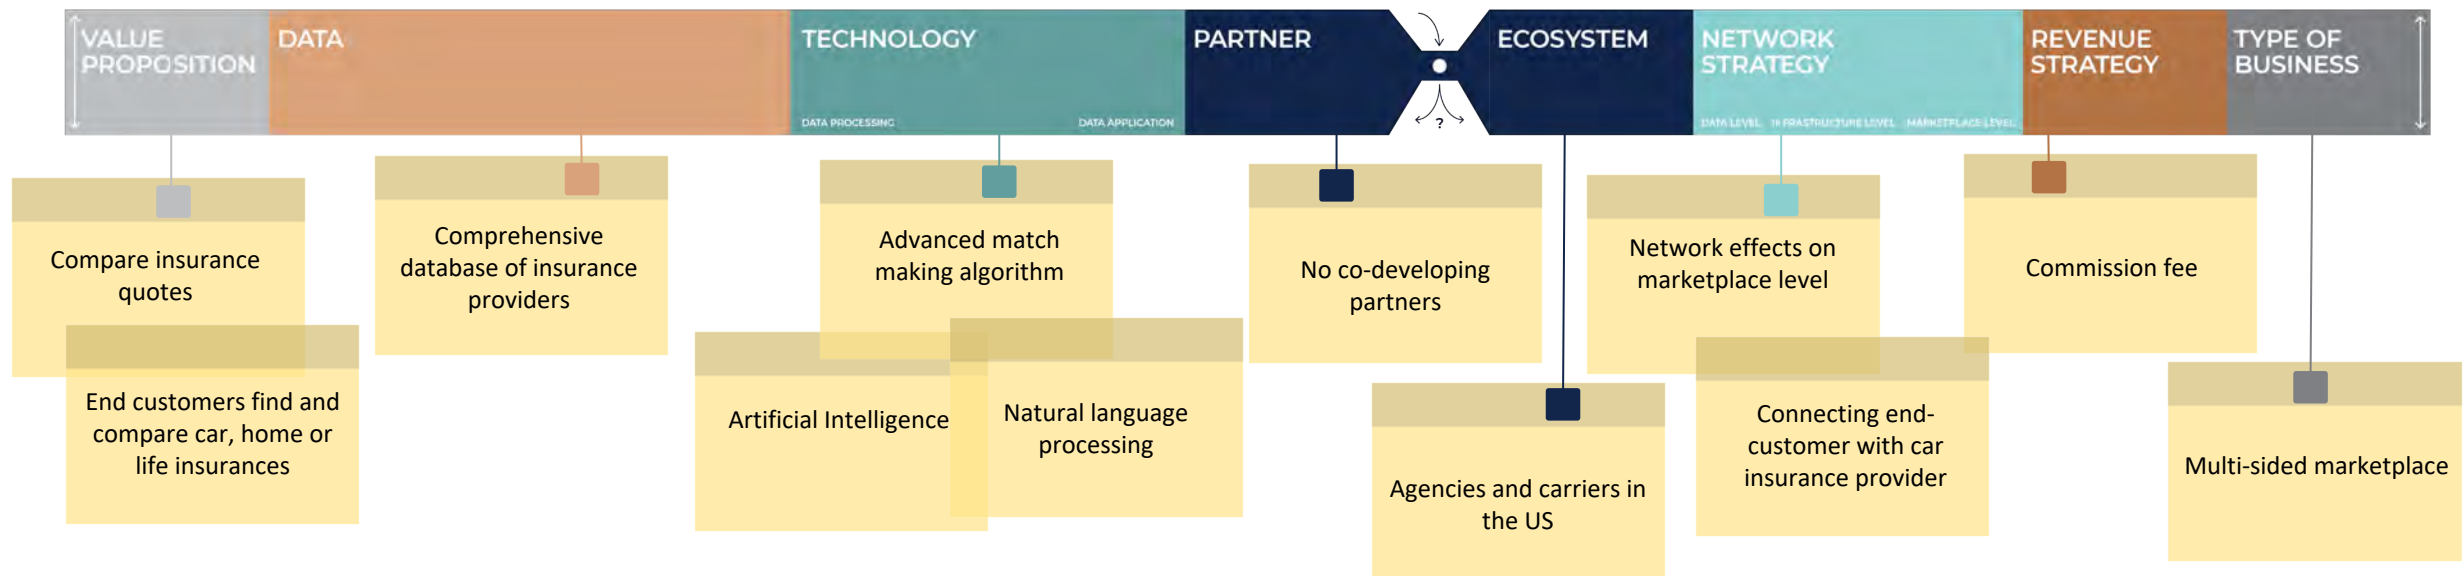 VALUE
PROPOSITION
DATA
TECHNOLOGY
DATA PROCESSING
DATA APPLICATION
PARTNER
?
ECOSYSTEM
NETWORK
STRATEGY
DATA LEVEL
INFRASTRUCTURE LEVEL
MARKETPLACE LEVEL
REVENUE
STRATEGY
TYPE OF
BUSINESS
Compare insurance
quotes
End customers find and
compare car, home or
life insurances
Comprehensive
database of insurance
providers
Advanced match
making algorithm
Artificial Intelligence
Natural language
processing
No co-developing
partners
Agencies and carriers in
the US
Network effects on
marketplace level
Connecting end-
customer with car
insurance provider
Commission fee
Multi-sided marketplace